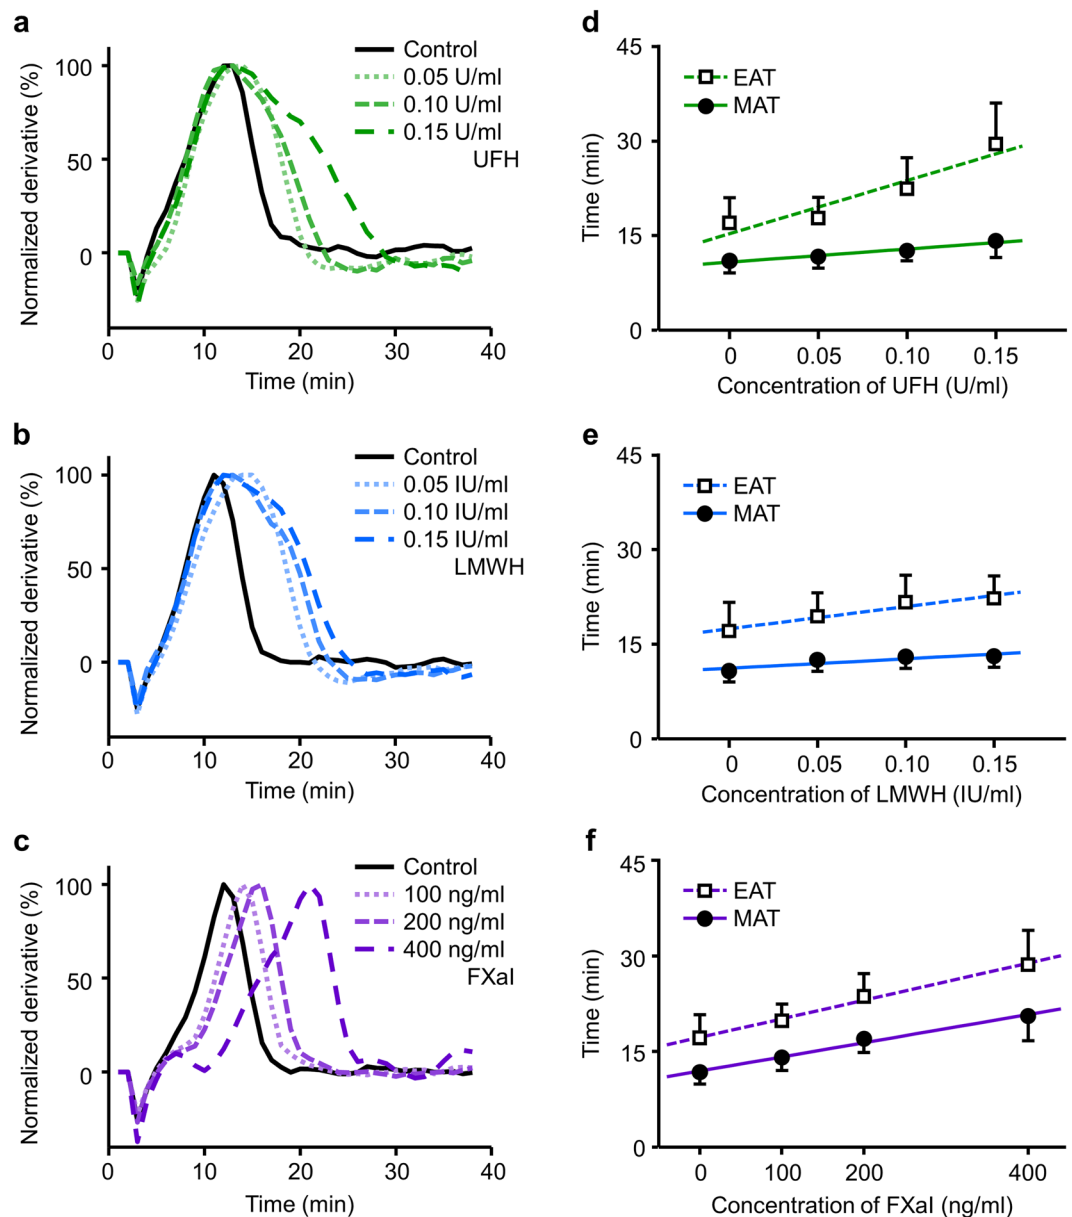 a
Normalized derivative (%)
100
50
0
Control
0.05 U/ml
0.10 U/ml
0.15 U/ml
UFH
0 10 20 30 40
Time (min)
d
Time (min)
45
30
15
0
EAT
MAT
0 0.05 0.10 0.15
Concentration of UFH (U/ml)
b
Normalized derivative (%)
100
50
0
Control
0.05 IU/ml
0.10 IU/ml
0.15 IU/ml
LMWH
0 10 20 30 40
Time (min)
e
Time (min)
45
30
15
0
EAT
MAT
0 0.05 0.10 0.15
Concentration of LMWH (IU/ml)
c
Normalized derivative (%)
100
50
0
Control
100 ng/ml
200 ng/ml
400 ng/ml
FXaI
0 10 20 30 40
Time (min)
f
Time (min)
45
30
15
0
EAT
MAT
0 100 200 400
Concentration of FXaI (ng/ml)